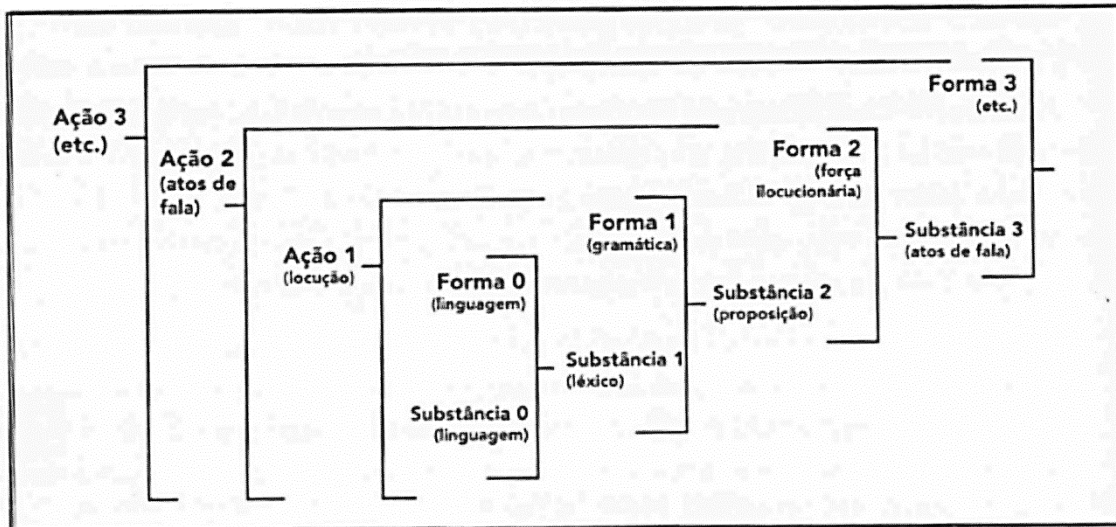 Forma 3
(etc.)
Ação 3
(etc.)
Ação 2
(atos de
fala)
Forma 2
(força
ilocucionária)
Forma 1
(gramática)
Substância 3
(atos de fala)
Ação 1
(locução)
Forma 0
(linguagem)
Substância 2
(proposição)
Substância 1
(léxico)
Substância 0
(linguagem)